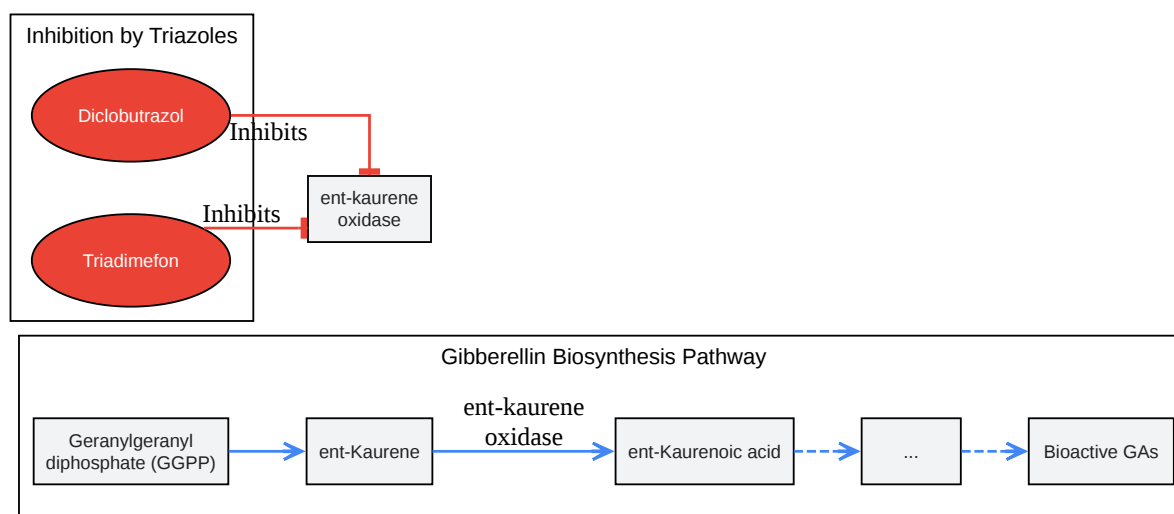 Inhibition by Triazoles
Diclobutrazol
Inhibits
ent-kaurene
oxidase
Inhibits
Triadimefon
Gibberellin Biosynthesis Pathway
Geranylgeranyl
diphosphate (GGPP)
ent-Kaurene
ent-kaurene
oxidase
ent-Kaurenoic acid
...
Bioactive GAs